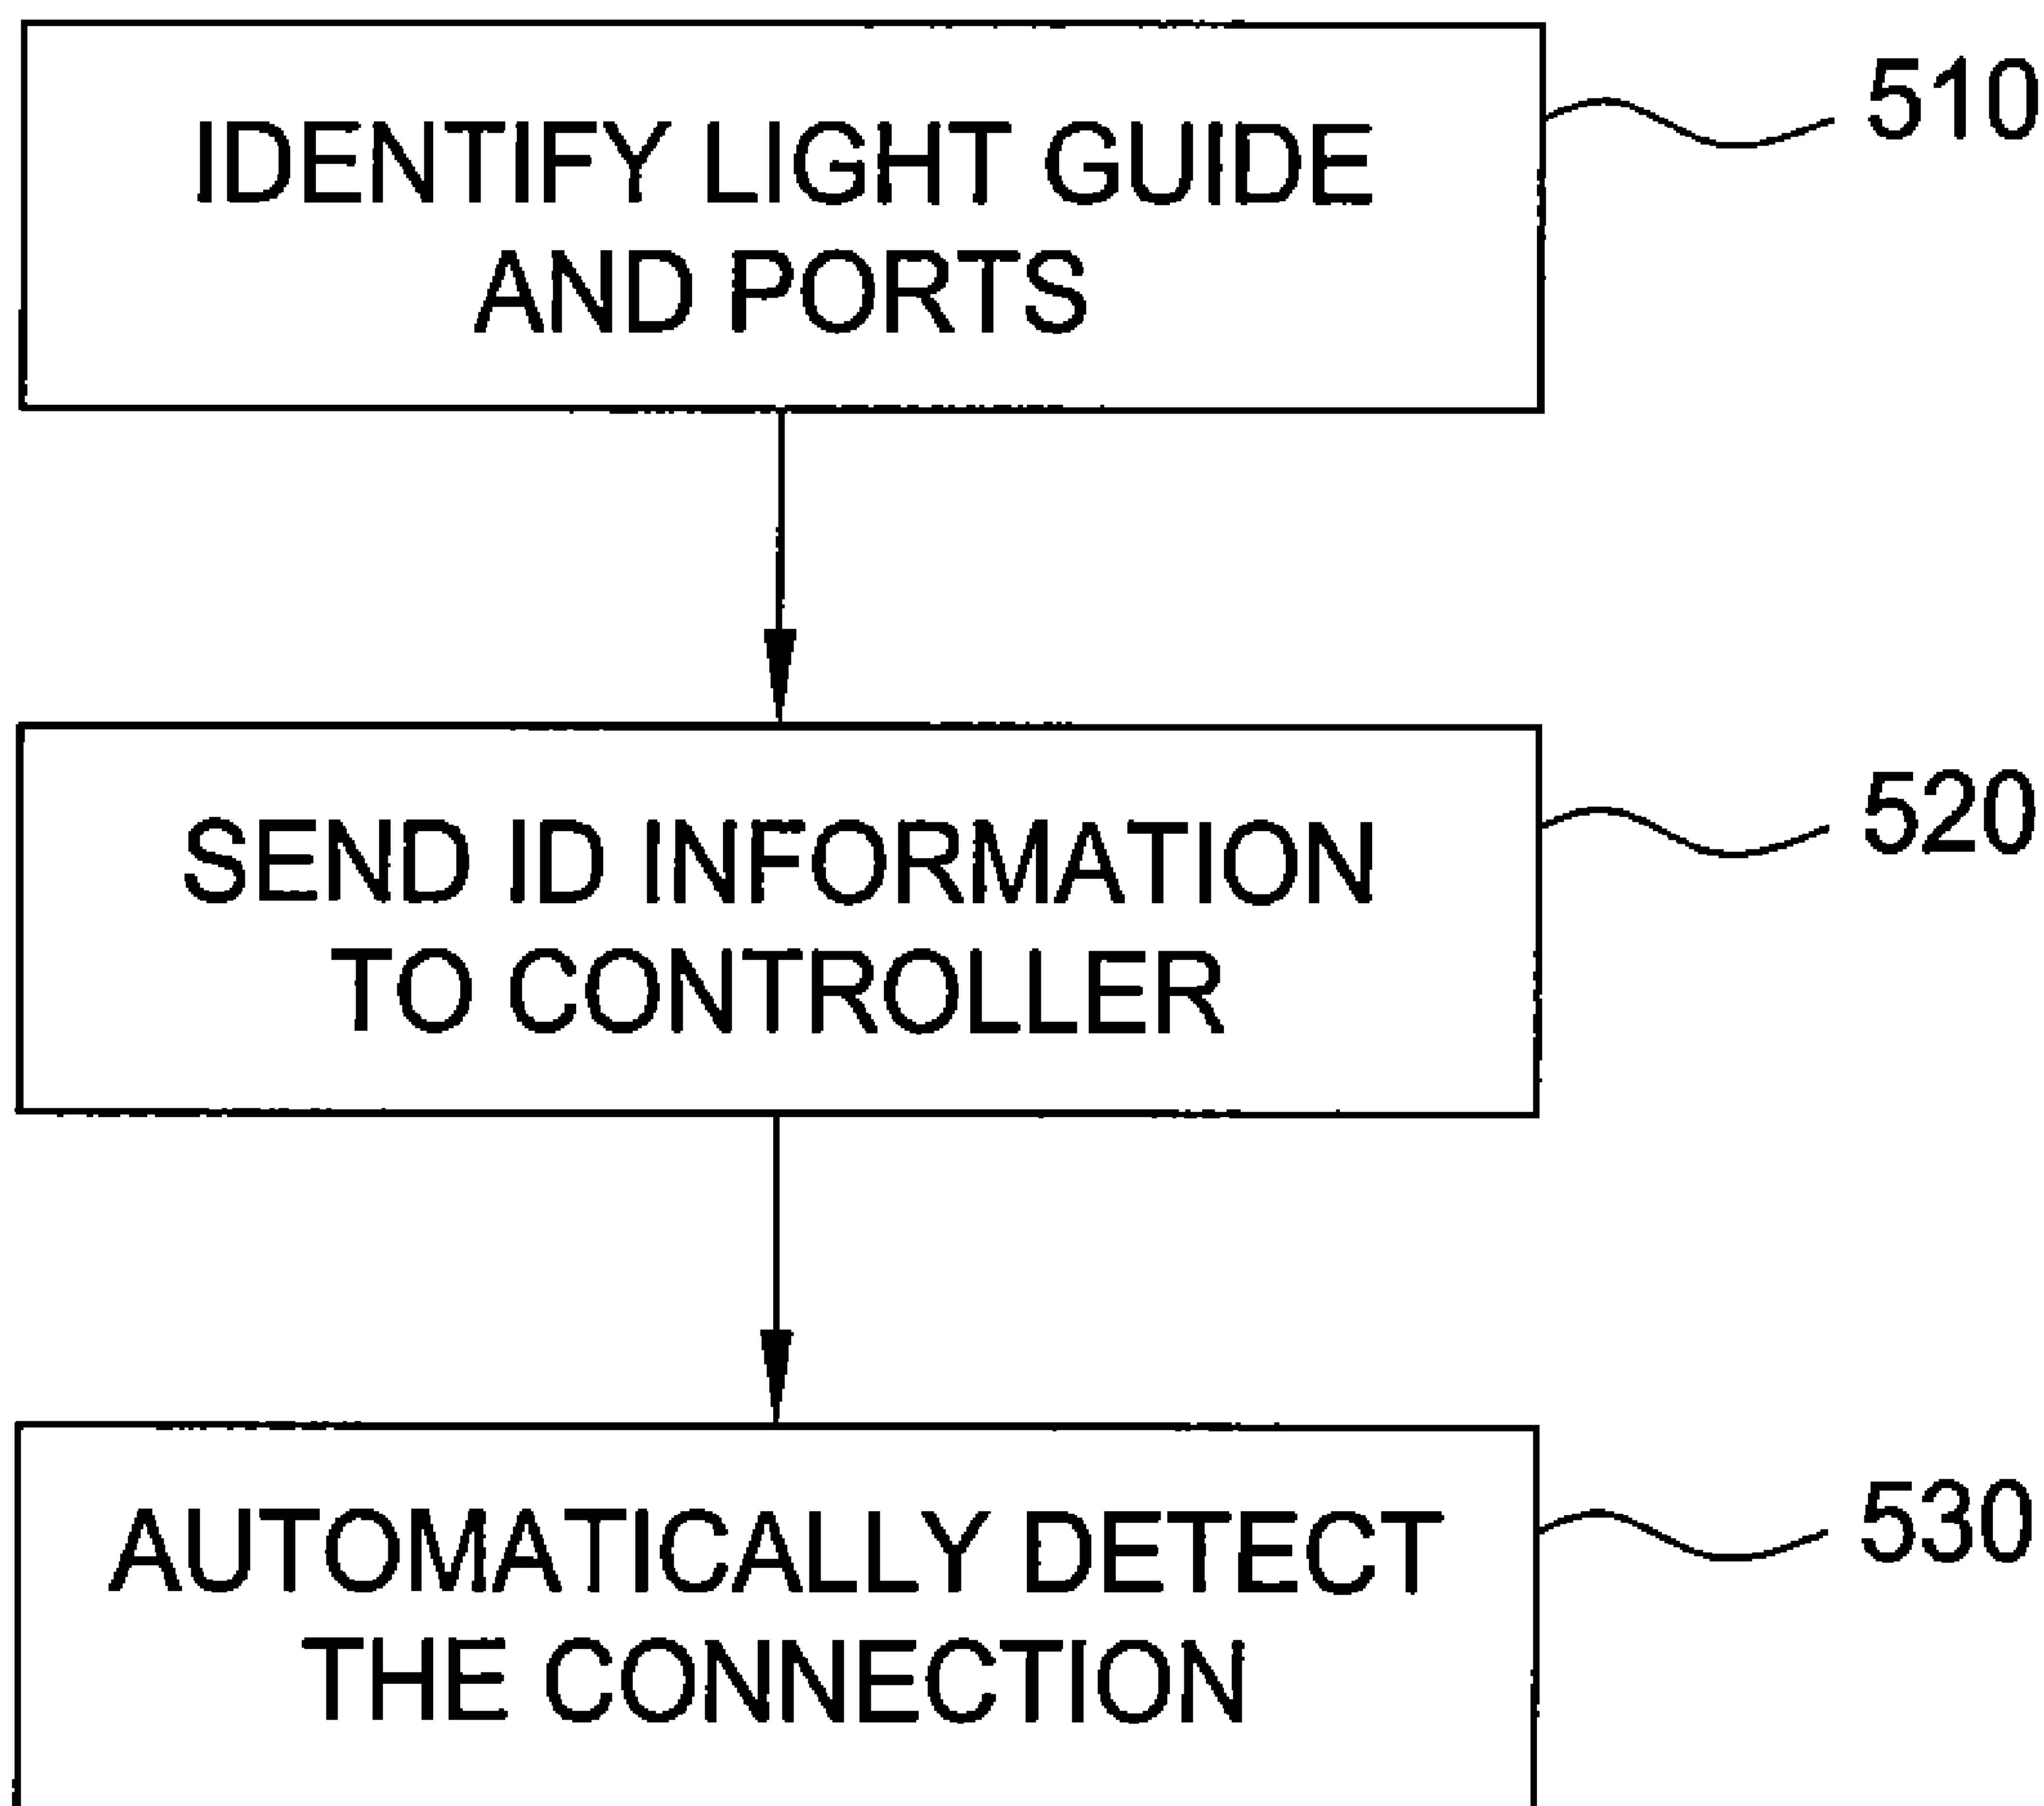 IDENTIFY LIGHT GUIDE
AND PORTS
510
SEND ID INFORMATION
TO CONTROLLER
520
AUTOMATICALLY DETECT
THE CONNECTION
530